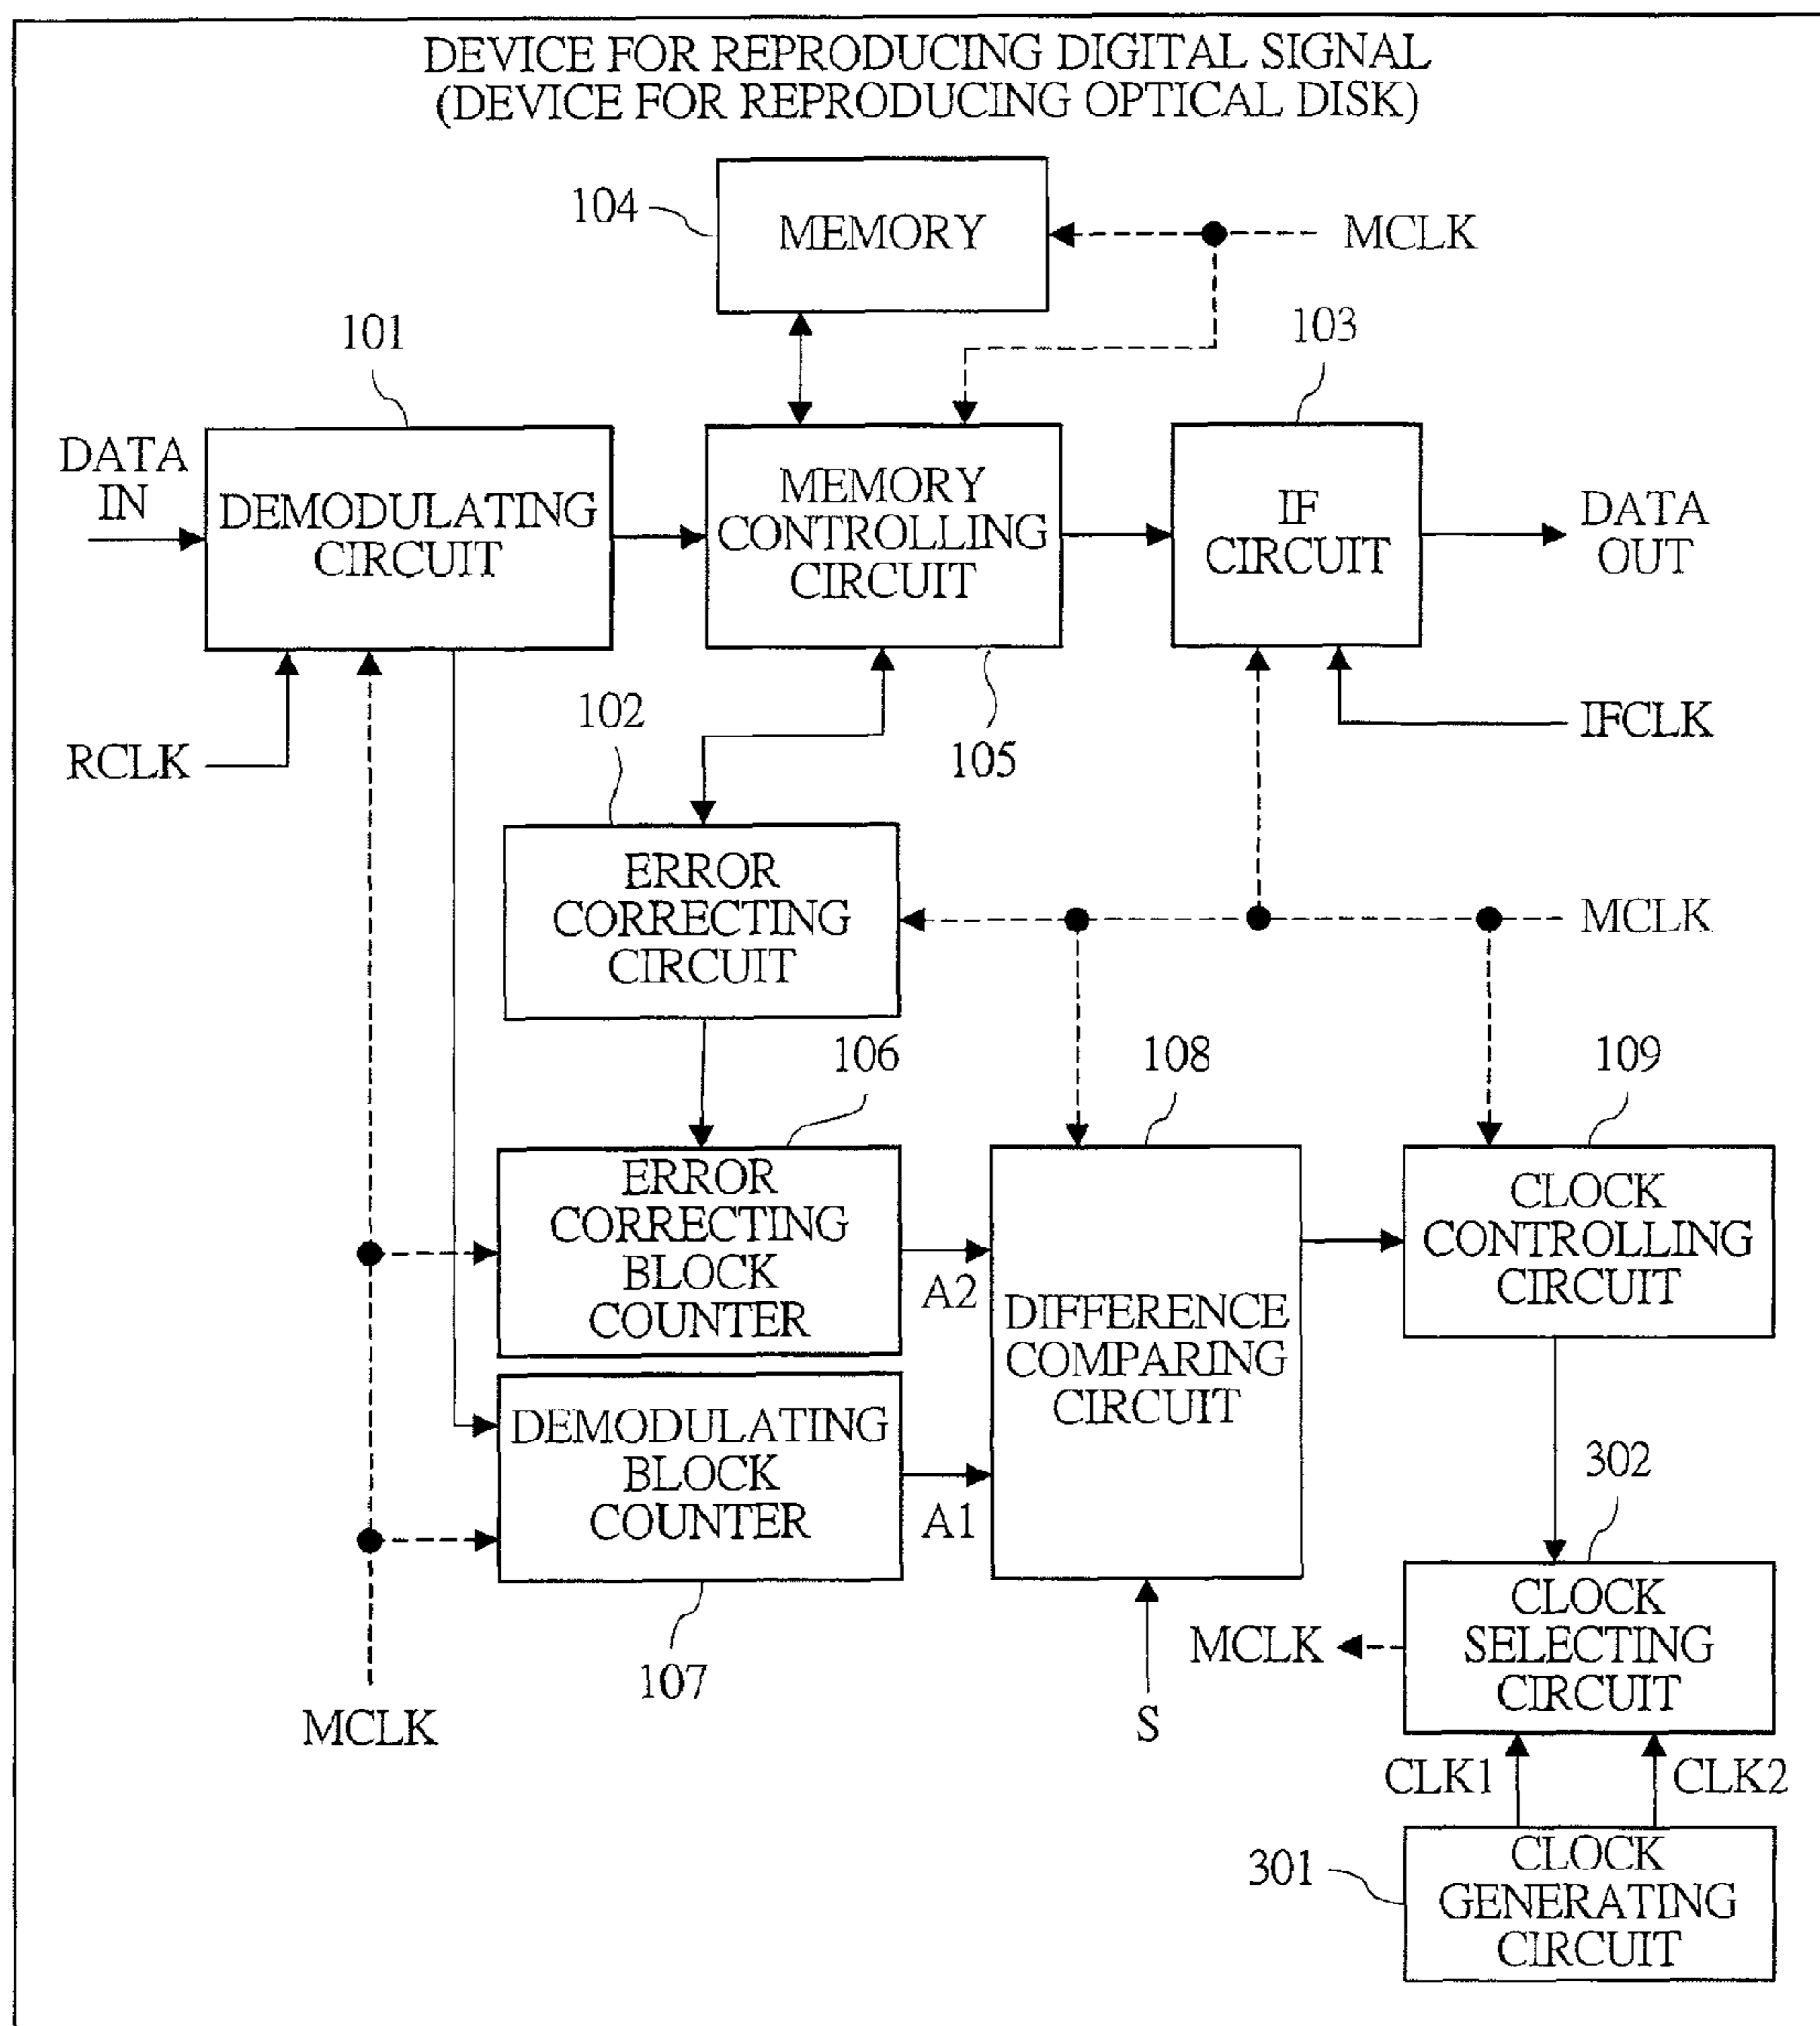 DEVICE FOR REPRODUCING DIGITAL SIGNAL
(DEVICE FOR REPRODUCING OPTICAL DISK)
104
MEMORY
MCLK
101
103
DATA
IN
DEMODULATING
CIRCUIT
MEMORY
CONTROLLING
CIRCUIT
IF
CIRCUIT
DATA
OUT
RCLK
102
105
IFCLK
ERROR
CORRECTING
CIRCUIT
MCLK
106
108
109
ERROR
CORRECTING
BLOCK
COUNTER
A2
DIFFERENCE
COMPARING
CIRCUIT
CLOCK
CONTROLLING
CIRCUIT
DEMODULATING
BLOCK
COUNTER
A1
302
107
MCLK
S
MCLK
CLOCK
SELECTING
CIRCUIT
CLK1
CLK2
301
CLOCK
GENERATING
CIRCUIT